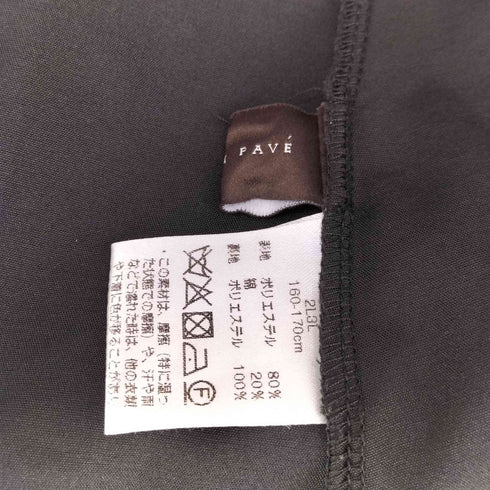 PAVÉ
2L3L
160-170cm
表地 ポリエステル 80%
綿 20%
裏地 ポリエステル 100%
F
・この素材は、摩擦(特に湿っ
た状態での摩擦)や、汗や雨
などで濡れた時は、他の衣類
や下着に色が移ることがあり